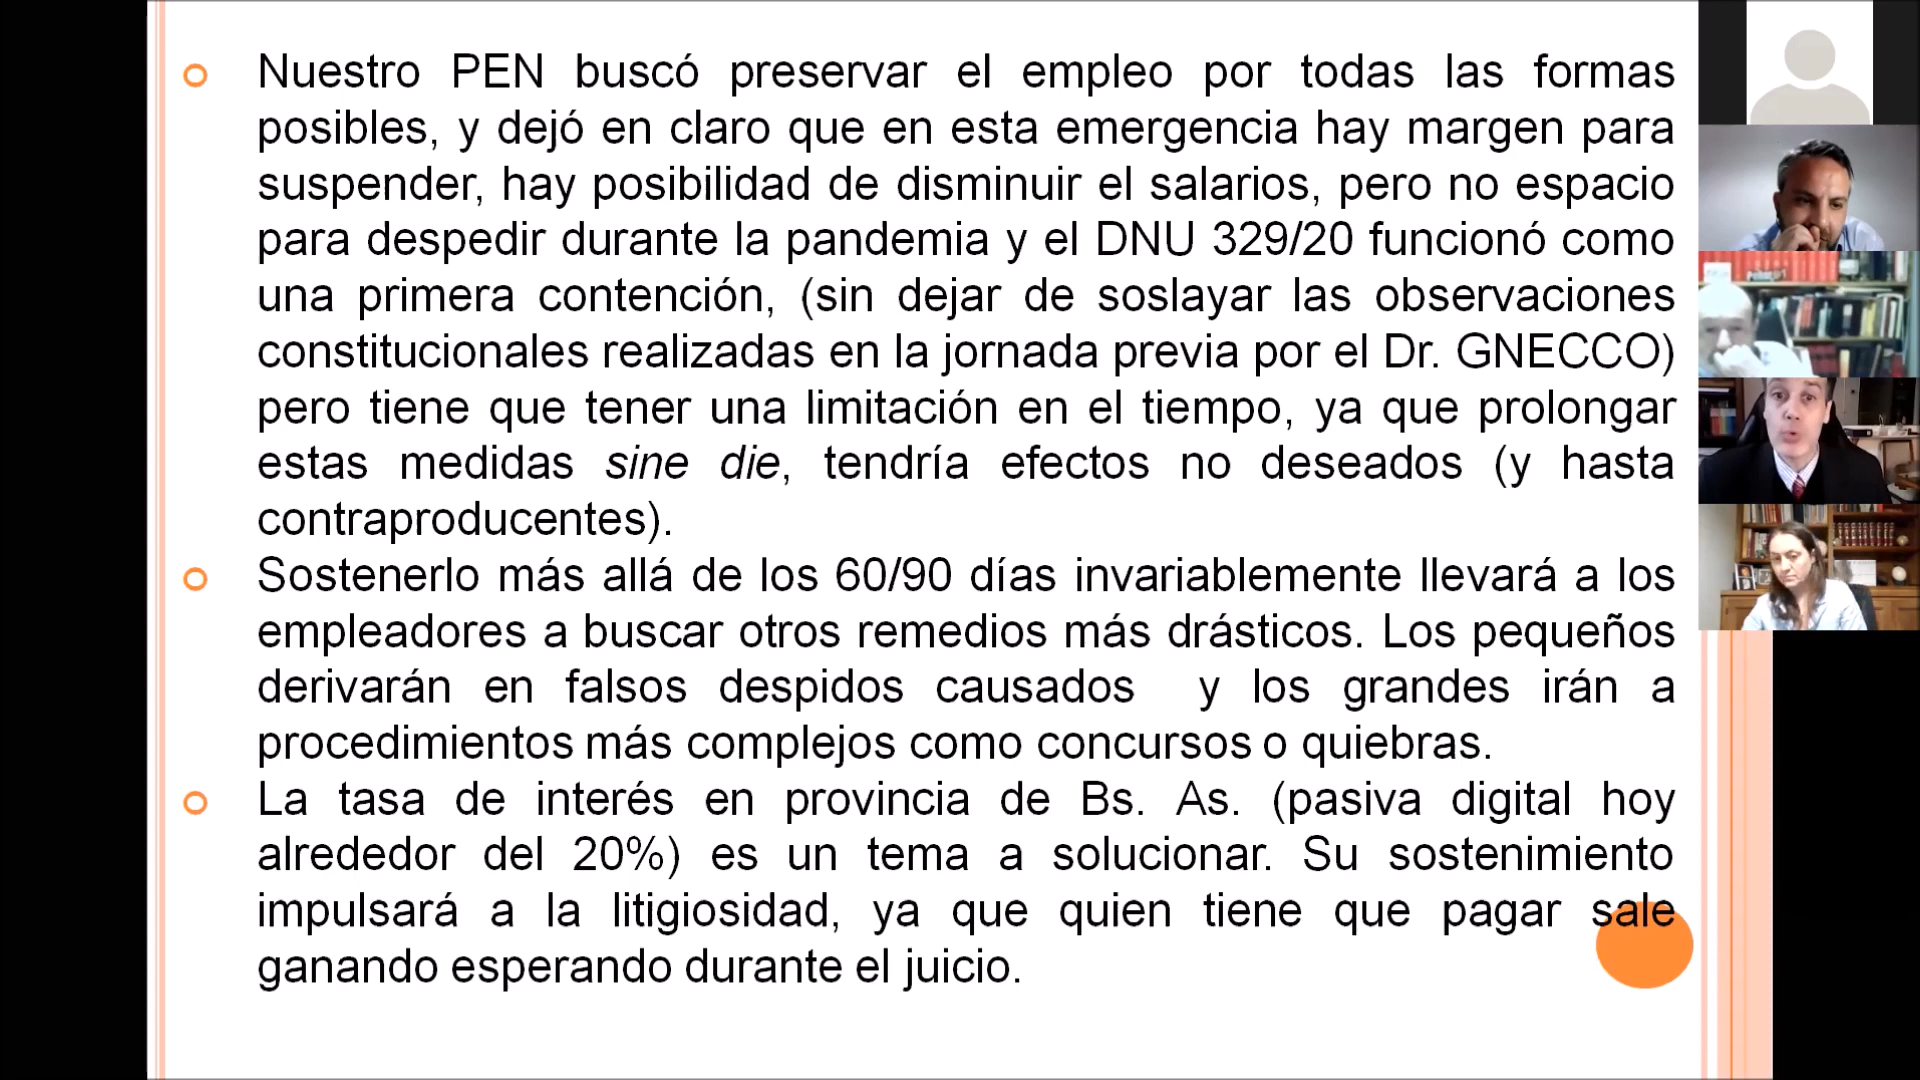 Nuestro PEN buscó preservar el empleo por todas las formas
posibles, y dejó en claro que en esta emergencia hay margen para
suspender, hay posibilidad de disminuir el salarios, pero no espacio
para despedir durante la pandemia y el DNU 329/20 funcionó como
una primera contención, (sin dejar de soslayar las observaciones
constitucionales realizadas en la jornada previa por el Dr. GNECCO)
pero tiene que tener una limitación en el tiempo, ya que prolongar
estas medidas sine die, tendría efectos no deseados (y hasta
contraproducentes).
Sostenerlo más allá de los 60/90 días invariablemente llevará a los
empleadores a buscar otros remedios más drásticos. Los pequeños
derivarán en falsos despidos causados y los grandes irán a
procedimientos más complejos como concursos o quiebras.
La tasa de interés en provincia de Bs. As. (pasiva digital hoy
alrededor del 20%) es un tema a solucionar. Su sostenimiento
impulsará a la litigiosidad, ya que quien tiene que pagar sale
ganando esperando durante el juicio.